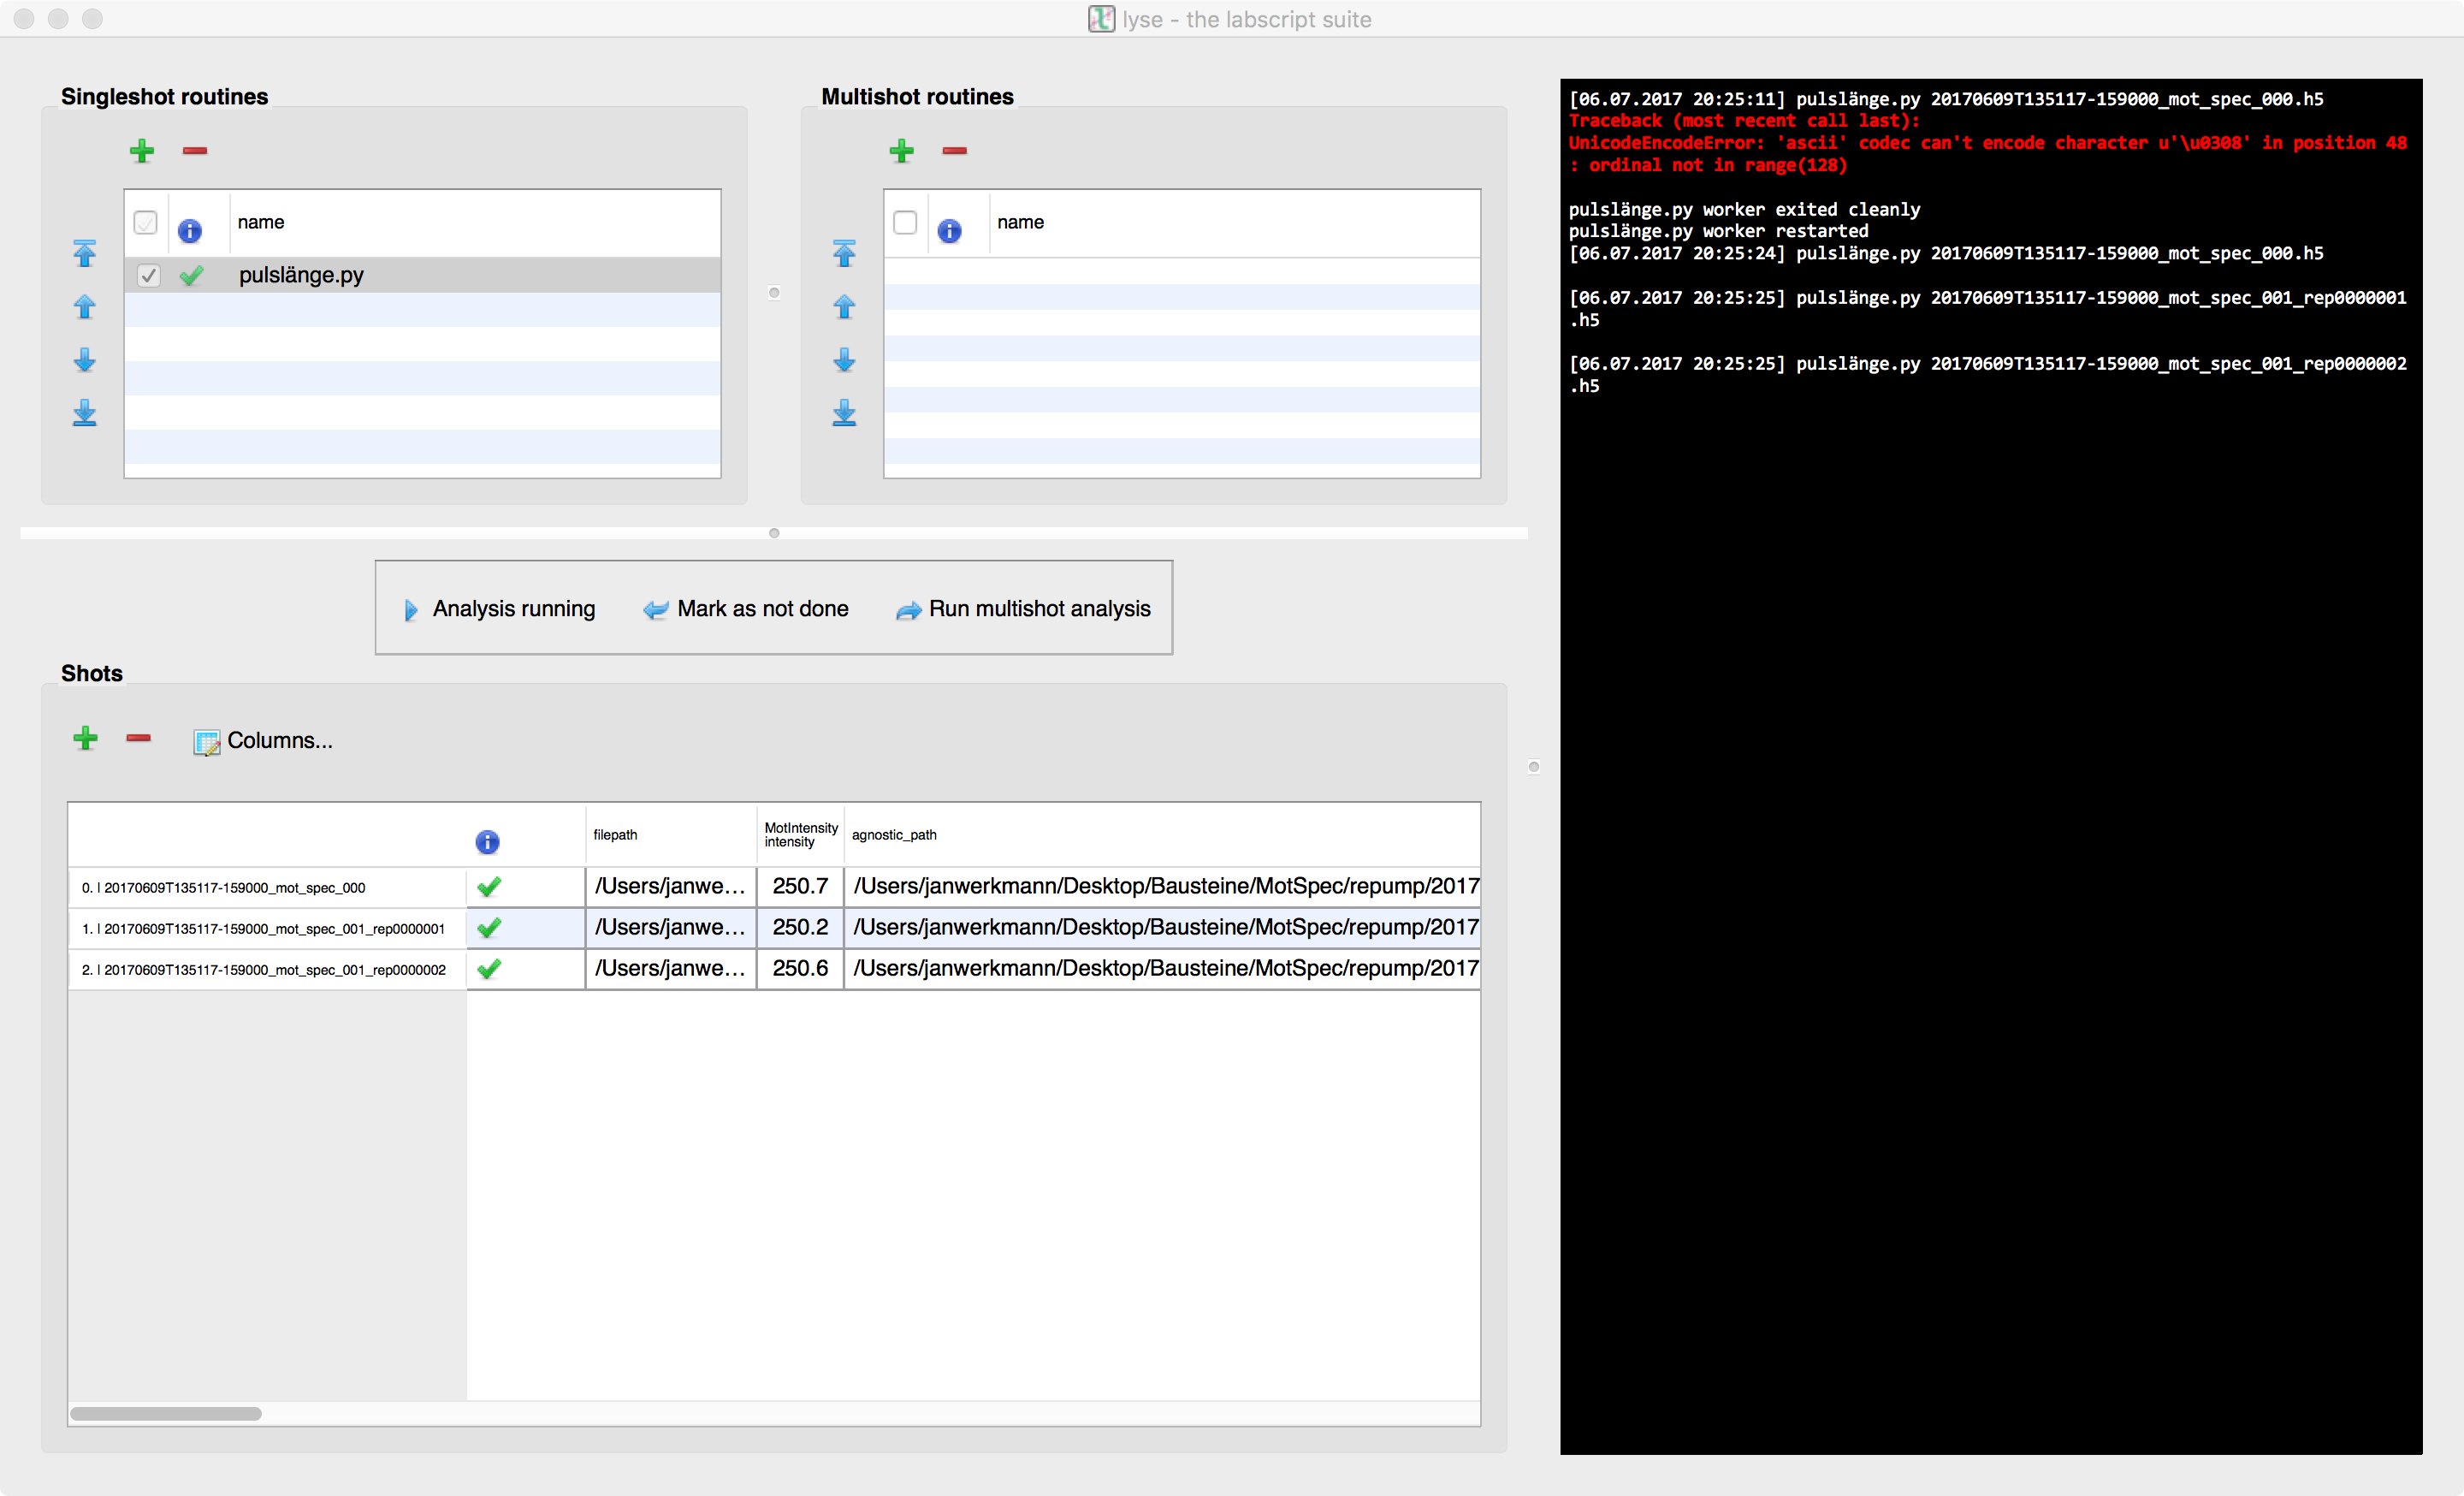 lyse - the labscript suite
Singleshot routines
name
pulslänge.py
Multishot routines
name
Analysis running
Mark as not done
Run multishot analysis
Shots
Columns...
filepath
MotIntensity
intensity
agnostic_path
0. | 20170609T135117-159000_mot_spec_000
/Users/janwe...
250.7
/Users/janwerkmann/Desktop/Bausteine/MotSpec/repump/2017
1. | 20170609T135117-159000_mot_spec_001_rep0000001
/Users/janwe...
250.2
/Users/janwerkmann/Desktop/Bausteine/MotSpec/repump/2017
2. | 20170609T135117-159000_mot_spec_001_rep0000002
/Users/janwe...
250.6
/Users/janwerkmann/Desktop/Bausteine/MotSpec/repump/2017
[06.07.2017 20:25:11] pulslänge.py 20170609T135117-159000_mot_spec_000.h5
Traceback (most recent call last):
UnicodeEncodeError: 'ascii' codec can't encode character u'\u0308' in position 48
: ordinal not in range(128)
pulslänge.py worker exited cleanly
pulslänge.py worker restarted
[06.07.2017 20:25:24] pulslänge.py 20170609T135117-159000_mot_spec_000.h5
[06.07.2017 20:25:25] pulslänge.py 20170609T135117-159000_mot_spec_001_rep0000001
.h5
[06.07.2017 20:25:25] pulslänge.py 20170609T135117-159000_mot_spec_001_rep0000002
.h5